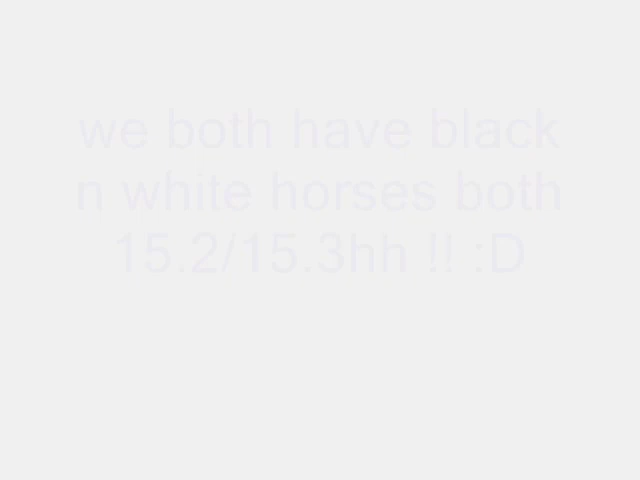 we both have black
n white horses both
15.2/15.3hh !! :D